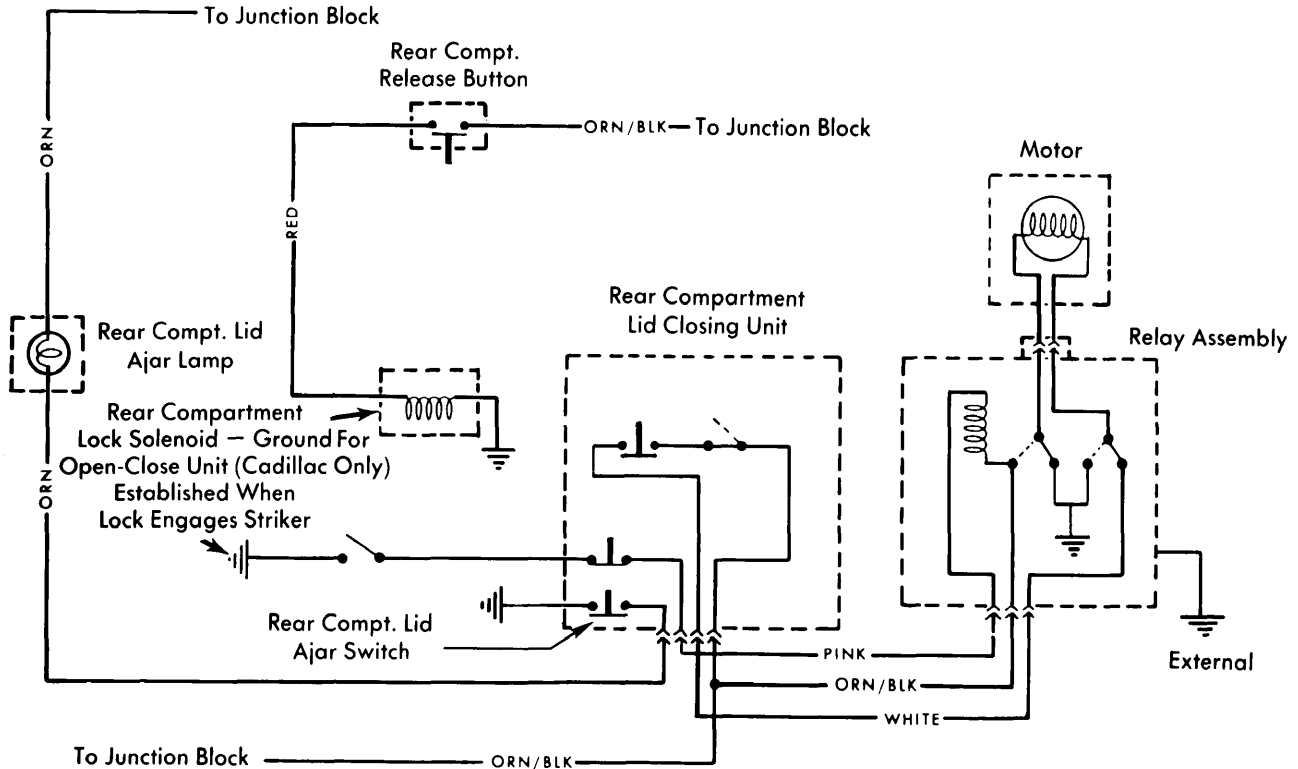 To Junction Block
Rear Compt.
Release Button
ORN/BLK
To Junction Block
ORN
RED
Motor
Rear Compartment
Lid Closing Unit
Relay Assembly
Rear Compt. Lid
Ajar Lamp
Rear Compartment
Lock Solenoid — Ground For
Open-Close Unit (Cadillac Only)
Established When
Lock Engages Striker
ORN
Rear Compt. Lid
Ajar Switch
PINK
External
ORN/BLK
WHITE
To Junction Block
ORN/BLK